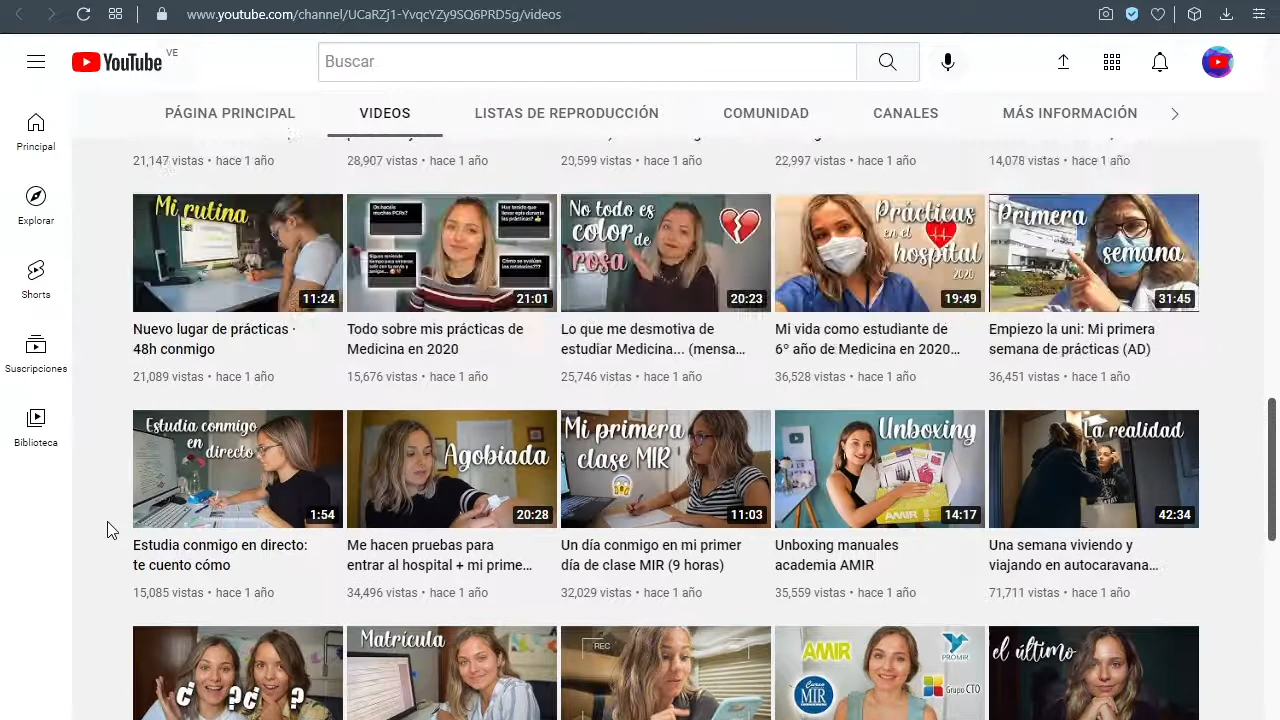 www.youtube.com/channel/UCaRZj1-YvqcYZy9SQ6PRD5g/videos
YouTube VE
Buscar
PÁGINA PRINCIPAL
VIDEOS
LISTAS DE REPRODUCCIÓN
COMUNIDAD
CANALES
MÁS INFORMACIÓN
Principal
Explorar
Shorts
Suscripciones
Biblioteca
21,147 vistas • hace 1 año
28,907 vistas • hace 1 año
23,599 vistas • hace 1 año
22,997 vistas • hace 1 año
14,078 vistas • hace 1 año
Mi rutina
11:24
Nuevo lugar de prácticas ·
48h conmigo
21,089 vistas • hace 1 año
21:01
Todo sobre mis prácticas de
Medicina en 2020
15,676 vistas • hace 1 año
No todo es
color de
rosa
20:23
Lo que me desmotiva de
estudiar Medicina... (mensa...
25,746 vistas • hace 1 año
Prácticas
en el
hospital
2020
19:49
Mi vida como estudiante de
6º año de Medicina en 2020...
36,528 vistas • hace 1 año
Primera
semana
31:45
Empiezo la uni: Mi primera
semana de prácticas (AD)
36,451 vistas • hace 1 año
Estudia conmigo
en
directo
1:54
Estudia conmigo en directo:
te cuento cómo
15,085 vistas • hace 1 año
Agobiada
20:28
Me hacen pruebas para
entrar al hospital + mi prime...
34,496 vistas • hace 1 año
Mi primera
clase MIR
11:03
Un día conmigo en mi primer
día de clase MIR (9 horas)
32,029 vistas • hace 1 año
Unboxing
AMIR
14:17
Unboxing manuales
academia AMIR
35,559 vistas • hace 1 año
La realidad
42:34
Una semana viviendo y
viajando en autocaravana...
71,711 vistas • hace 1 año
¿ ?¿ ?
Matrícula
REC
AMIR
PROMIR
Curso
MIR
Grupo CTO
el último